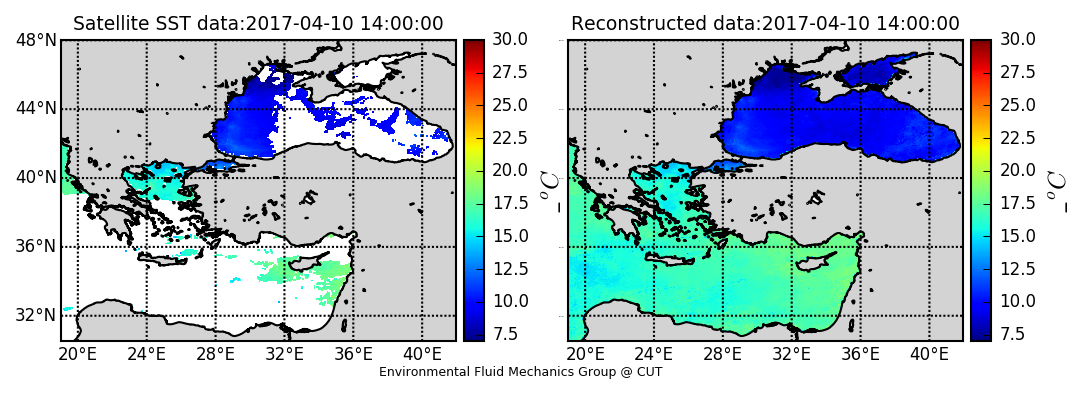 Satellite SST data:2017-04-10 14:00:00
48°N
44°N
40°N
36°N
32°N
20°E 24°E 28°E 32°E 36°E 40°E
30.0
27.5
25.0
22.5
20.0
17.5
15.0
12.5
10.0
7.5
°C
Reconstructed data:2017-04-10 14:00:00
20°E 24°E 28°E 32°E 36°E 40°E
30.0
27.5
25.0
22.5
20.0
17.5
15.0
12.5
10.0
7.5
°C
Environmental Fluid Mechanics Group @ CUT